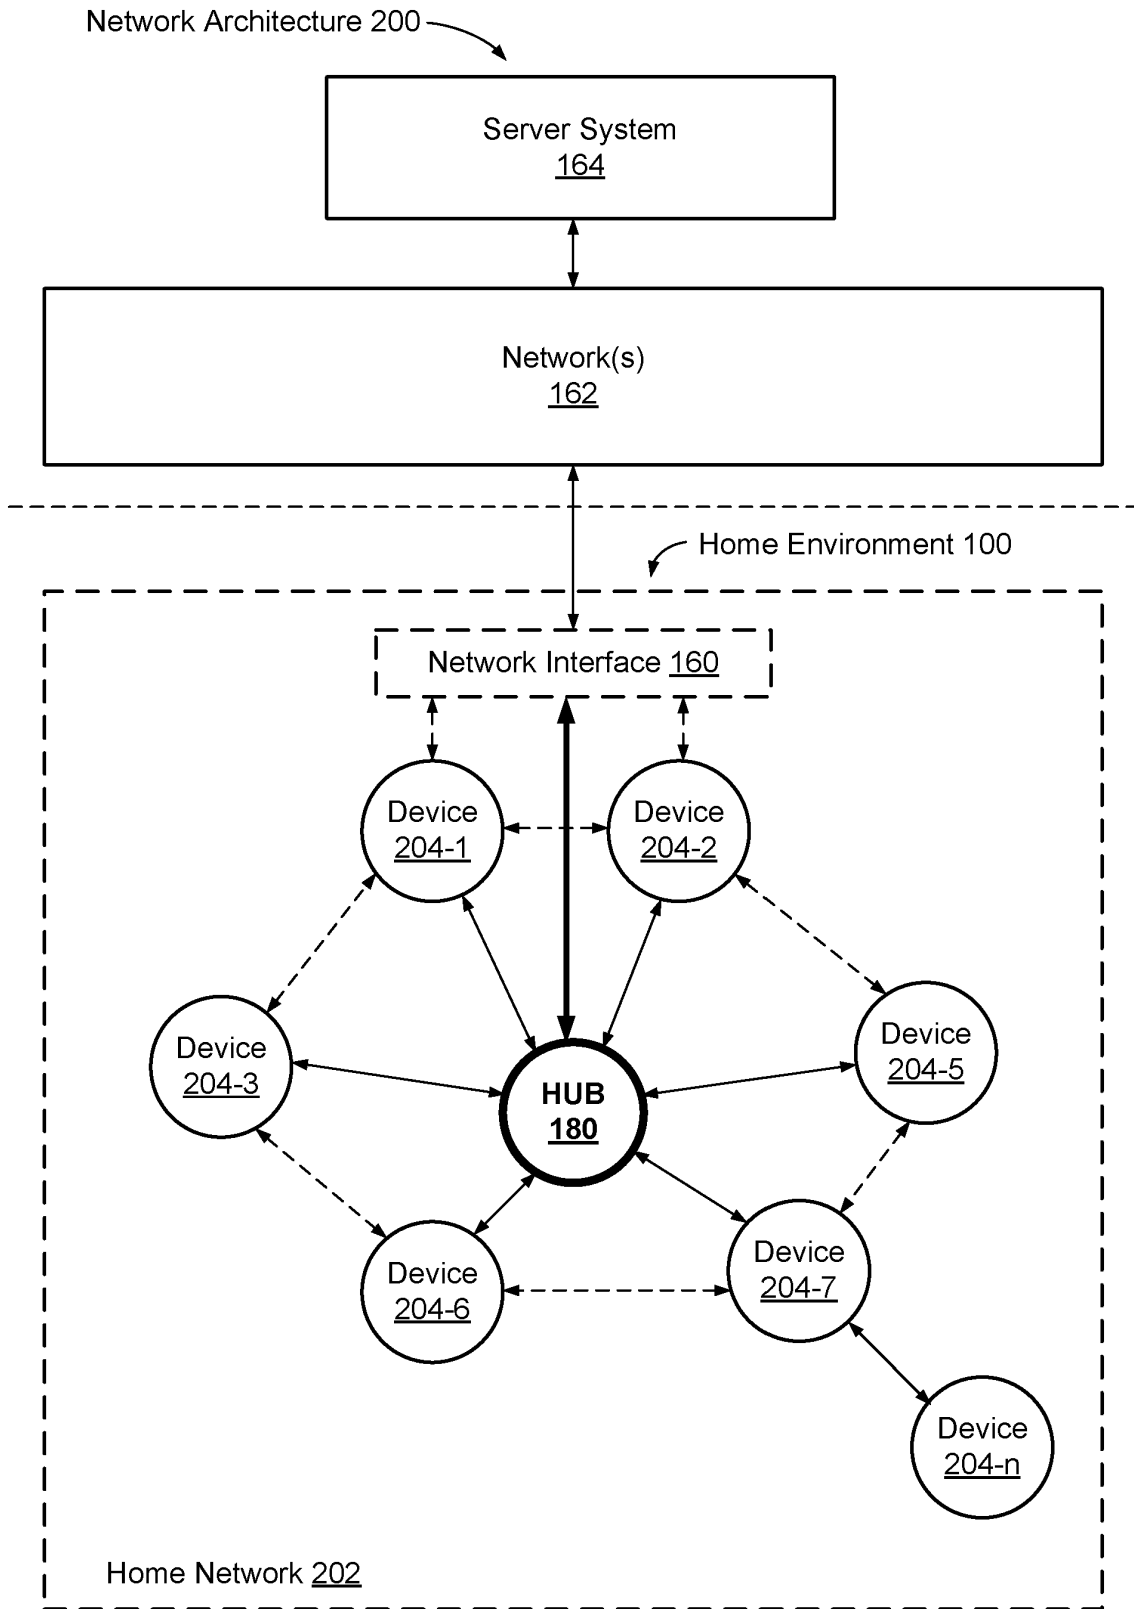 Network Architecture 200
Server System
164
Network(s)
162
Home Environment 100
Network Interface 160
Device
204-1
Device
204-2
Device
204-3
Device
204-5
HUB
180
Device
204-6
Device
204-7
Device
204-n
Home Network 202